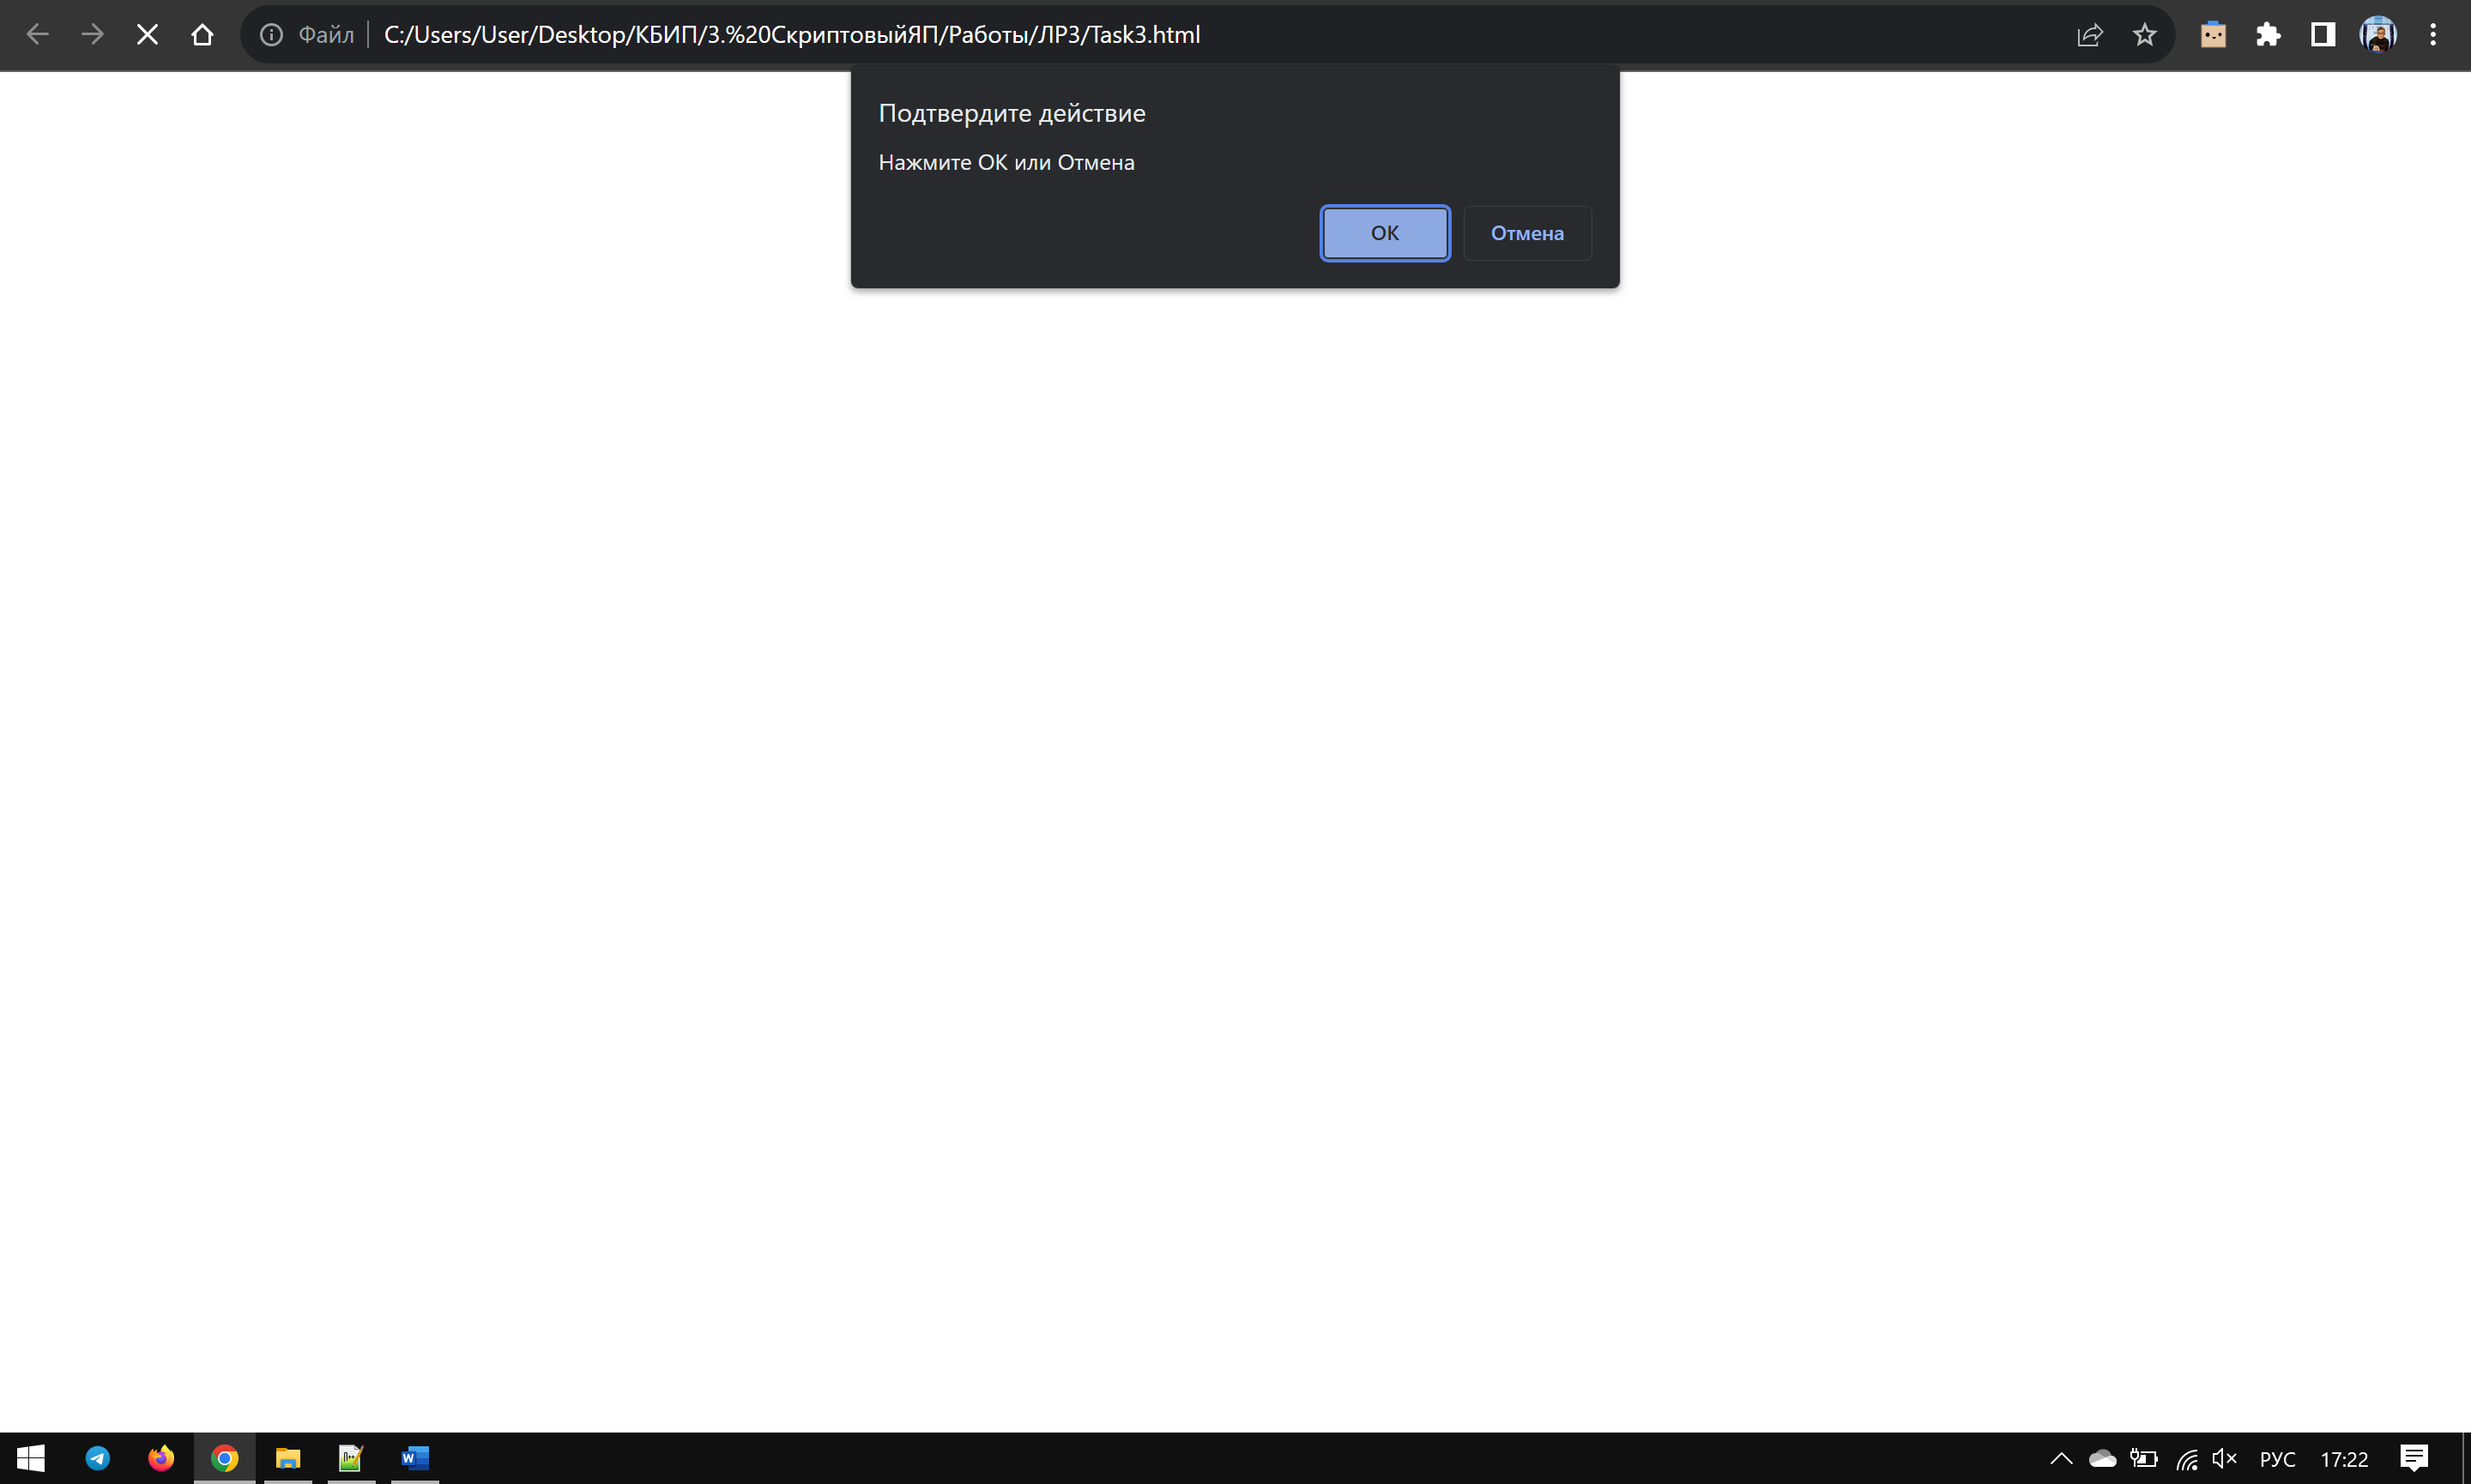 Файл
C:/Users/User/Desktop/КБИП/3.%20СкриптовыйЯП/Работы/ЛР3/Task3.html
Подтвердите действие
Нажмите ОК или Отмена
ОК
Отмена
W
РУС
17:22